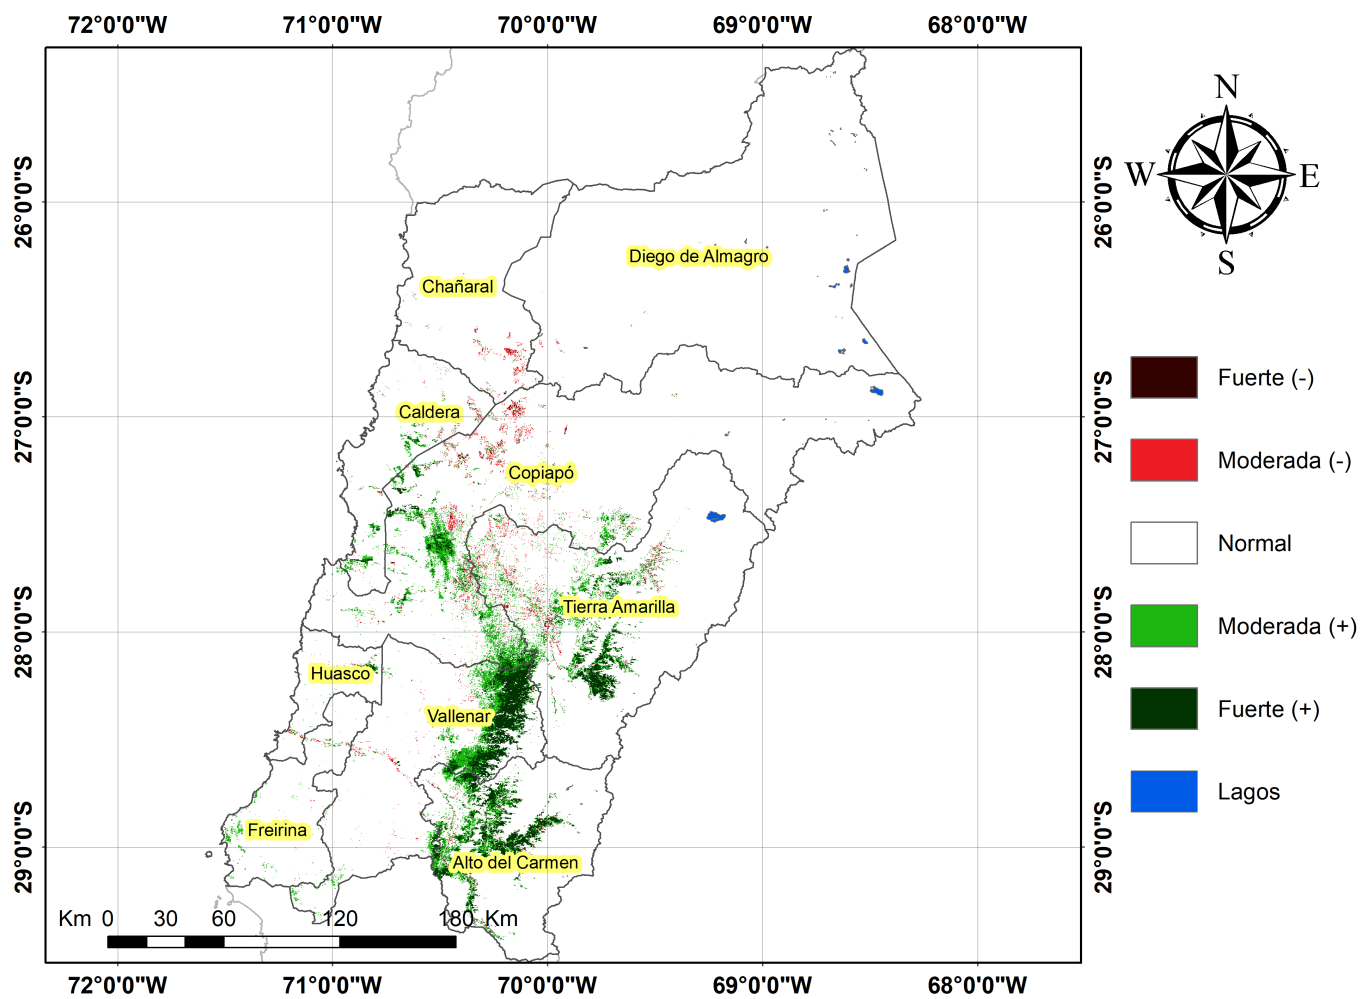 72°0'0"W 71°0'0"W 70°0'0"W 69°0'0"W 68°0'0"W
N
W E
S
26°0'0"S 26°0'0"S
Diego de Almagro
Chañaral
Fuerte (-)
27°0'0"S 27°0'0"S
Caldera
Moderada (-)
Copiapó
Normal
Tierra Amarilla
Moderada (+)
28°0'0"S 28°0'0"S
Huasco
Vallenar
Fuerte (+)
Lagos
Freirina
29°0'0"S 29°0'0"S
Alto del Carmen
Km 0 30 60 120 180 Km
72°0'0"W 71°0'0"W 70°0'0"W 69°0'0"W 68°0'0"W